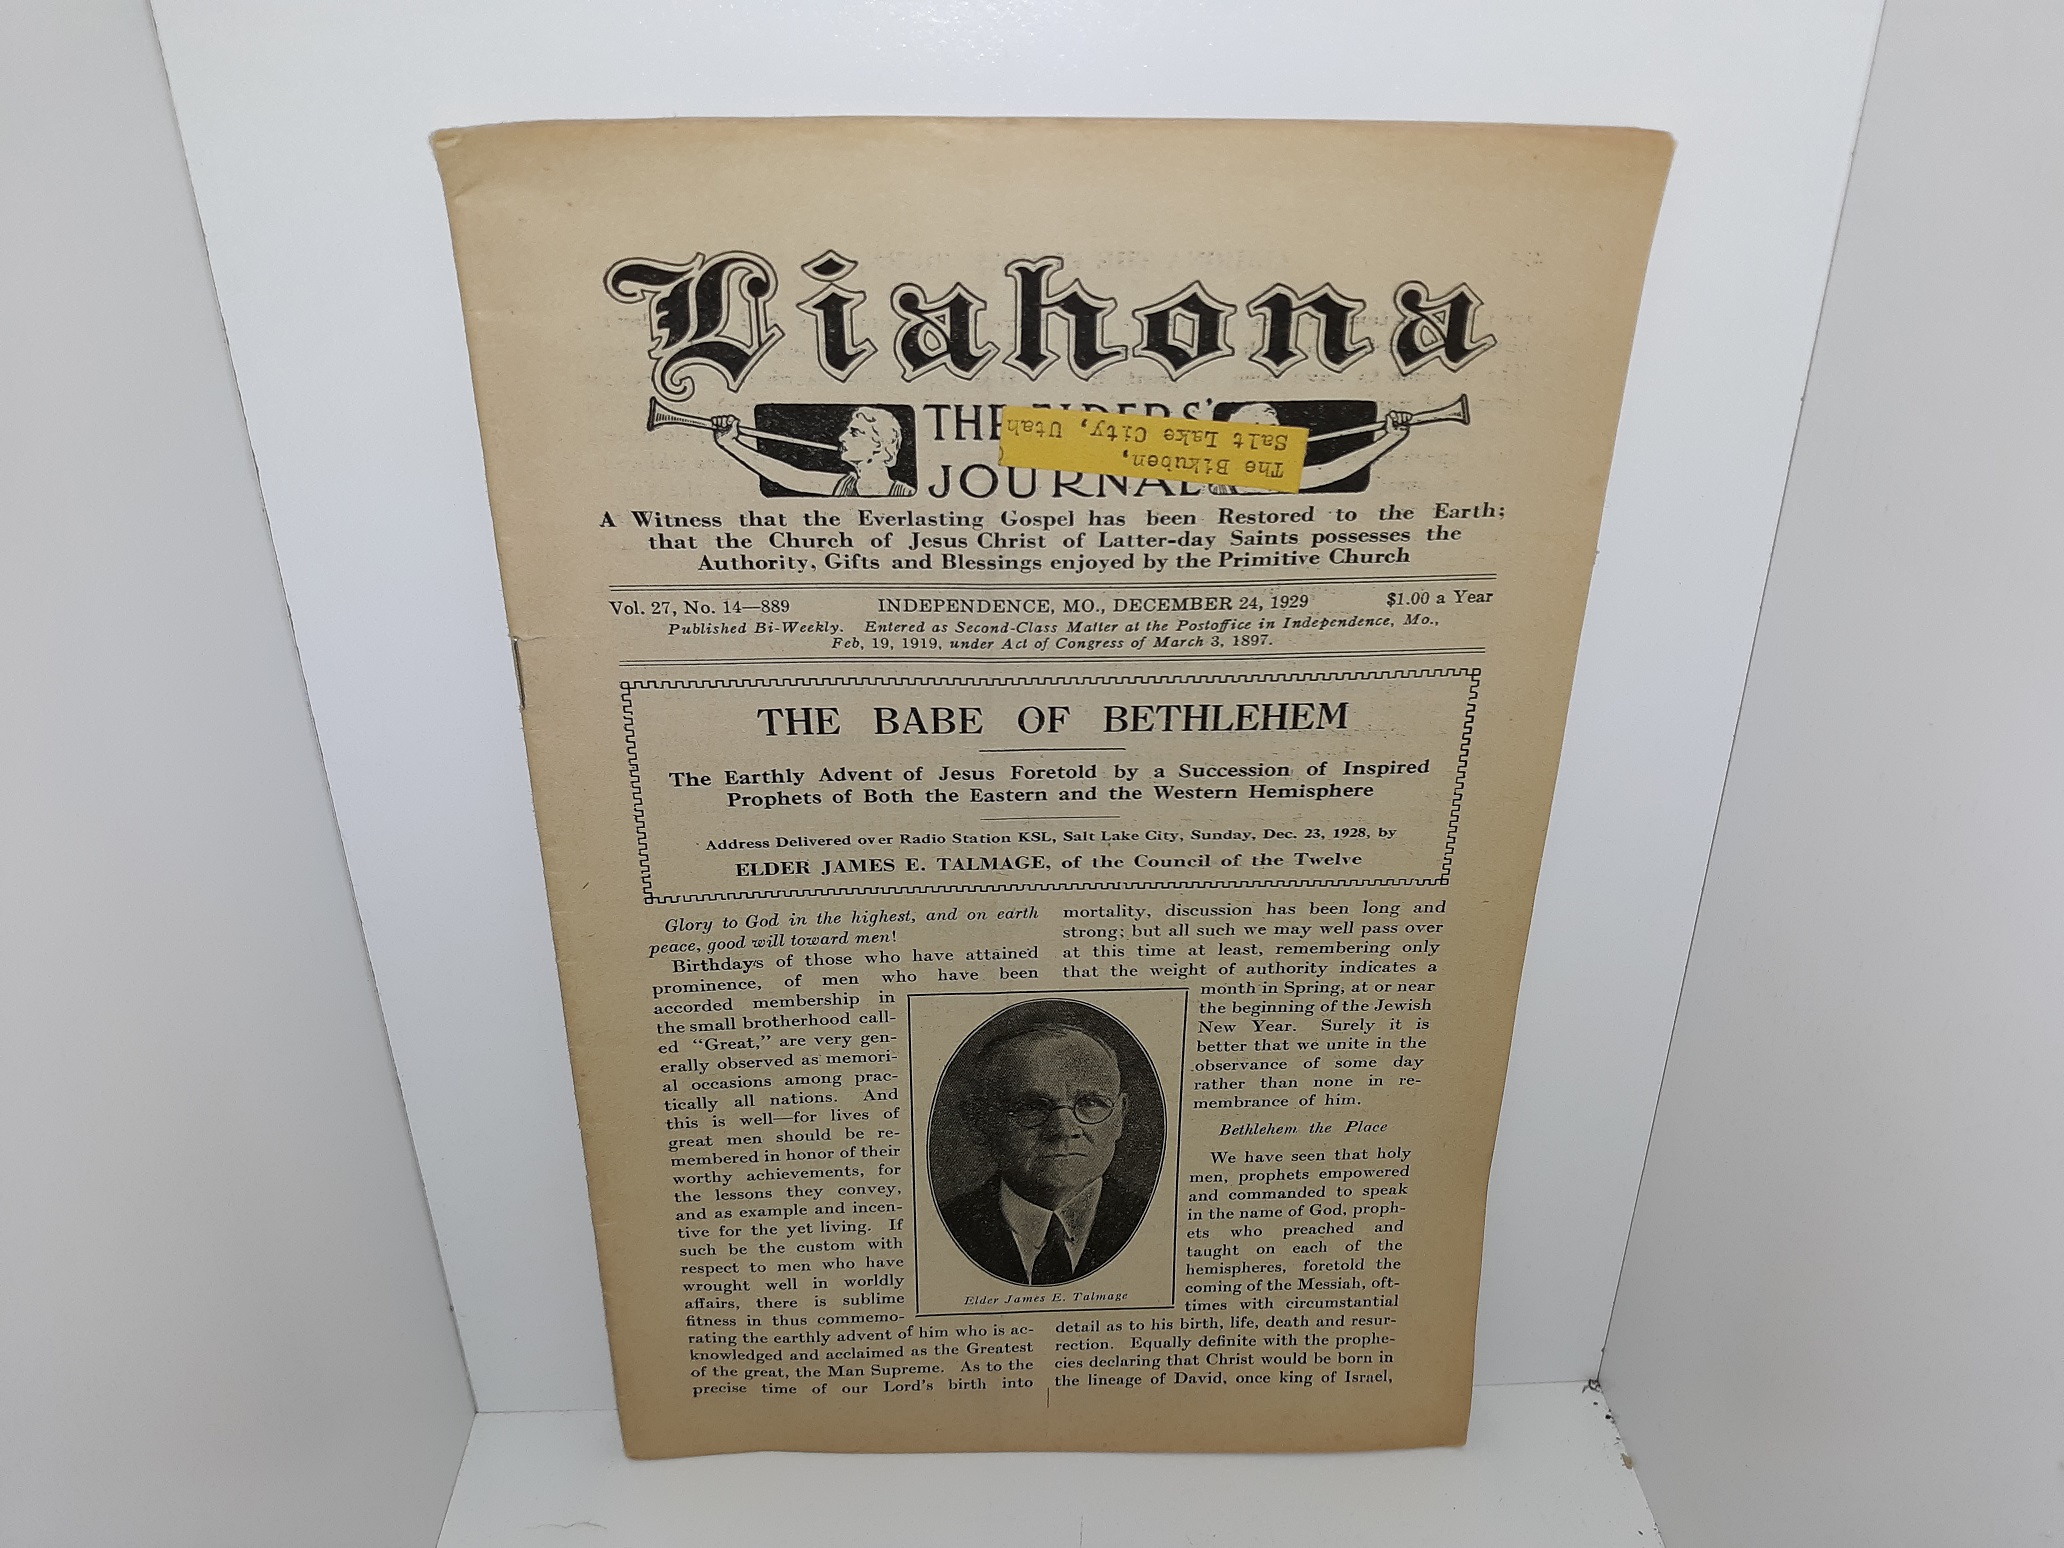 Liahona
THE ELDERS'
JOURNAL
The Bikuben,
Salt Lake City, Utah
A Witness that the Everlasting Gospel has been Restored to the Earth;
that the Church of Jesus Christ of Latter-day Saints possesses the
Authority, Gifts and Blessings enjoyed by the Primitive Church
Vol. 27, No. 14—889 INDEPENDENCE, MO., DECEMBER 24, 1929 $1.00 a Year
Published Bi-Weekly. Entered as Second-Class Matter at the Postoffice in Independence, Mo.,
Feb, 19, 1919, under Act of Congress of March 3, 1897.
THE BABE OF BETHLEHEM
The Earthly Advent of Jesus Foretold by a Succession of Inspired
Prophets of Both the Eastern and the Western Hemisphere
Address Delivered over Radio Station KSL, Salt Lake City, Sunday, Dec. 23, 1928, by
ELDER JAMES E. TALMAGE, of the Council of the Twelve
Glory to God in the highest, and on earth
peace, good will toward men!
Birthdays of those who have attained
prominence, of men who have been
accorded membership in
the small brotherhood call-
ed "Great," are very gen-
erally observed as memori-
al occasions among prac-
tically all nations. And
this is well—for lives of
great men should be re-
membered in honor of their
worthy achievements, for
the lessons they convey,
and as example and incen-
tive for the yet living. If
such be the custom with
respect to men who have
wrought well in worldly
affairs, there is sublime
fitness in thus commemo-
rating the earthly advent of him who is ac-
knowledged and acclaimed as the Greatest
of the great, the Man Supreme. As to the
precise time of our Lord's birth into
Elder James E. Talmage
mortality, discussion has been long and
strong; but all such we may well pass over
at this time at least, remembering only
that the weight of authority indicates a
month in Spring, at or near
the beginning of the Jewish
New Year. Surely it is
better that we unite in the
observance of some day
rather than none in re-
membrance of him.
Bethlehem the Place
We have seen that holy
men, prophets empowered
and commanded to speak
in the name of God, proph-
ets who preached and
taught on each of the
hemispheres, foretold the
coming of the Messiah, oft-
times with circumstantial
detail as to his birth, life, death and resur-
rection. Equally definite with the prophe-
cies declaring that Christ would be born in
the lineage of David, once king of Israel,